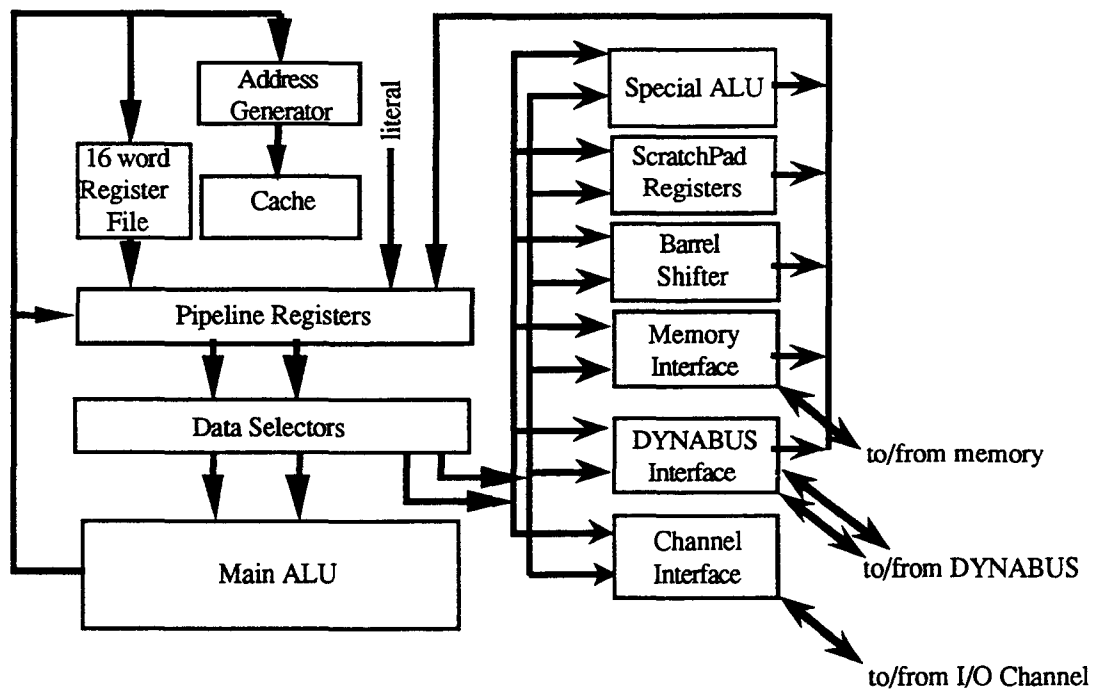 Address
Generator
literal
16 word
Register
File
Cache
Pipeline Registers
Data Selectors
Main ALU
Special ALU
ScratchPad
Registers
Barrel
Shifter
Memory
Interface
to/from memory
DYNABUS
Interface
to/from DYNABUS
Channel
Interface
to/from I/O Channel